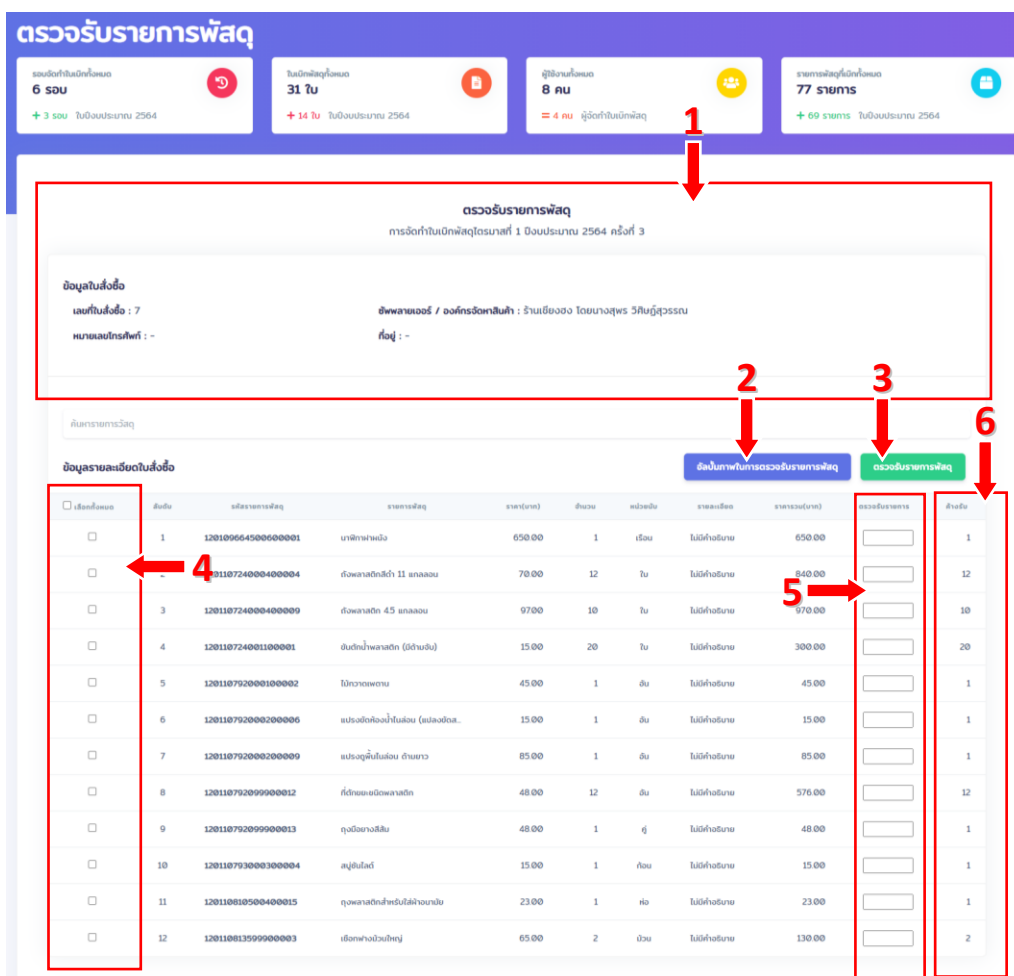 ตรวจรับรายการพัสดุ
รอบจัดทำใบเบิกทั้งหมด
6 รอบ
+ 3 รอบ ในปีงบประมาณ 2564
ใบเบิกพัสดุทั้งหมด
31 ใบ
+ 14 ใบ ในปีงบประมาณ 2564
ผู้ใช้งานทั้งหมด
8 คน
= 4 คน ผู้จัดทำใบเบิกพัสดุ
รายการพัสดุที่เบิกทั้งหมด
77 รายการ
+ 69 รายการ ในปีงบประมาณ 2564
1
ตรวจรับรายการพัสดุ
การจัดทำใบเบิกพัสดุไตรมาสที่ 1 ปีงบประมาณ 2564 ครั้งที่ 3
ข้อมูลใบสั่งซื้อ
เลขที่ใบสั่งซื้อ : 7 ซัพพลายเออร์ / องค์กรจัดหาสินค้า : ร้านเซียงฮง โดยนางสุพร วิศิษฎ์สุวรรณ
หมายเลขโทรศัพท์ : - ที่อยู่ : -
2 3 6
ค้นหารายการวัสดุ
ข้อมูลรายละเอียดใบสั่งซื้อ อัลบั้มภาพในการตรวจรับรายการพัสดุ ตรวจรับรายการพัสดุ
เลือกทั้งหมด ลำดับ รหัสรายการพัสดุ รายการพัสดุ ราคา(บาท) จำนวน หน่วยนับ รายละเอียด ราคารวม(บาท) ตรวจรับรายการ ค้างรับ
1 120109664500600001 นาฬิกาฝาผนัง 650.00 1 เรือน ไม่มีคำอธิบาย 650.00 1
4 110724000400004 ถังพลาสติกสีดำ 11 แกลลอน 70.00 12 ใบ ไม่มีคำอธิบาย 840.00 12
5
3 120110724000400009 ถังพลาสติก 45 แกลลอน 97.00 10 ใบ ไม่มีคำอธิบาย 970.00 10
4 120110724001100001 ขันตักน้ำพลาสติก (มีด้ามจับ) 15.00 20 ใบ ไม่มีคำอธิบาย 300.00 20
5 120110792000100002 ไม้กวาดเพดาน 45.00 1 อัน ไม่มีคำอธิบาย 45.00 1
6 120110792000200006 แปรงขัดห้องน้ำไนล่อน (แปลงขัดส... 15.00 1 อัน ไม่มีคำอธิบาย 15.00 1
7 120110792000200009 แปรงถูพื้นไนล่อน ด้ามยาว 85.00 1 อัน ไม่มีคำอธิบาย 85.00 1
8 120110792099900012 ที่ตักขยะชนิดพลาสติก 48.00 12 อัน ไม่มีคำอธิบาย 576.00 12
9 120110792099900013 ถุงมือยางสีส้ม 48.00 1 คู่ ไม่มีคำอธิบาย 48.00 1
10 120110793000300004 สบู่ซันไลต์ 15.00 1 ก้อน ไม่มีคำอธิบาย 15.00 1
11 120110810500400015 ถุงพลาสติกสำหรับใส่ผ้าอนามัย 23.00 1 ห่อ ไม่มีคำอธิบาย 23.00 1
12 120110813599900003 เชือกฟางม้วนใหญ่ 65.00 2 ม้วน ไม่มีคำอธิบาย 130.00 2